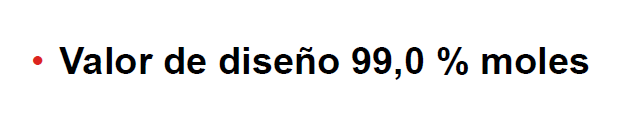 • Valor de diseño 99,0 % moles